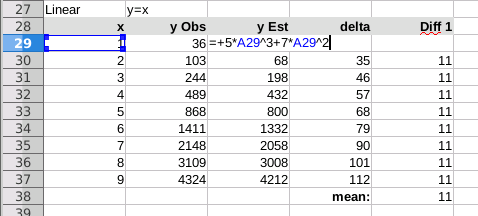 27 Linear y=x
28 x y Obs y Est delta Diff 1
29 1 36 =+5*A29^3+7*A29^2
30 2 103 68 35 11
31 3 244 198 46 11
32 4 489 432 57 11
33 5 868 800 68 11
34 6 1411 1332 79 11
35 7 2148 2058 90 11
36 8 3109 3008 101 11
37 9 4324 4212 112 11
38 mean: 11
39